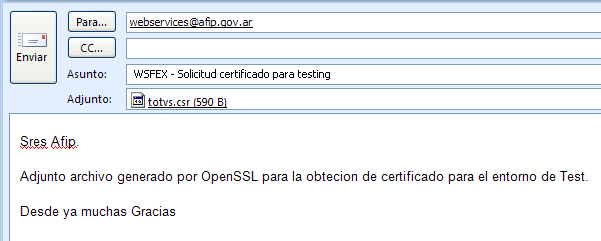 Para...
webservices@afip.gov.ar
CC...
Enviar
Asunto: WSFEX - Solicitud certificado para testing
Adjunto: totvs.csr (590 B)
Sres Afip.
Adjunto archivo generado por OpenSSL para la obtecion de certificado para el entorno de Test.
Desde ya muchas Gracias